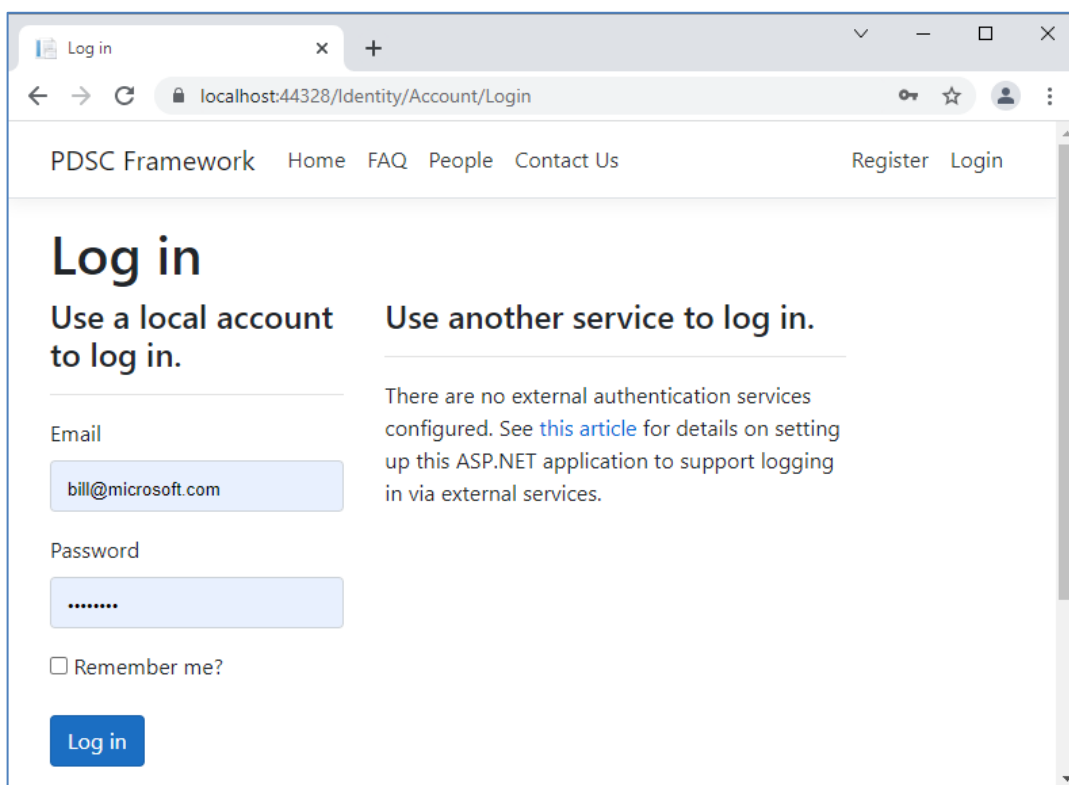 Log in
localhost:44328/Identity/Account/Login
PDSC Framework Home FAQ People Contact Us Register Login
Log in
Use a local account
to log in.
Email
bill@microsoft.com
Password
••••••••
Remember me?
Log in
Use another service to log in.
There are no external authentication services
configured. See this article for details on setting
up this ASP.NET application to support logging
in via external services.